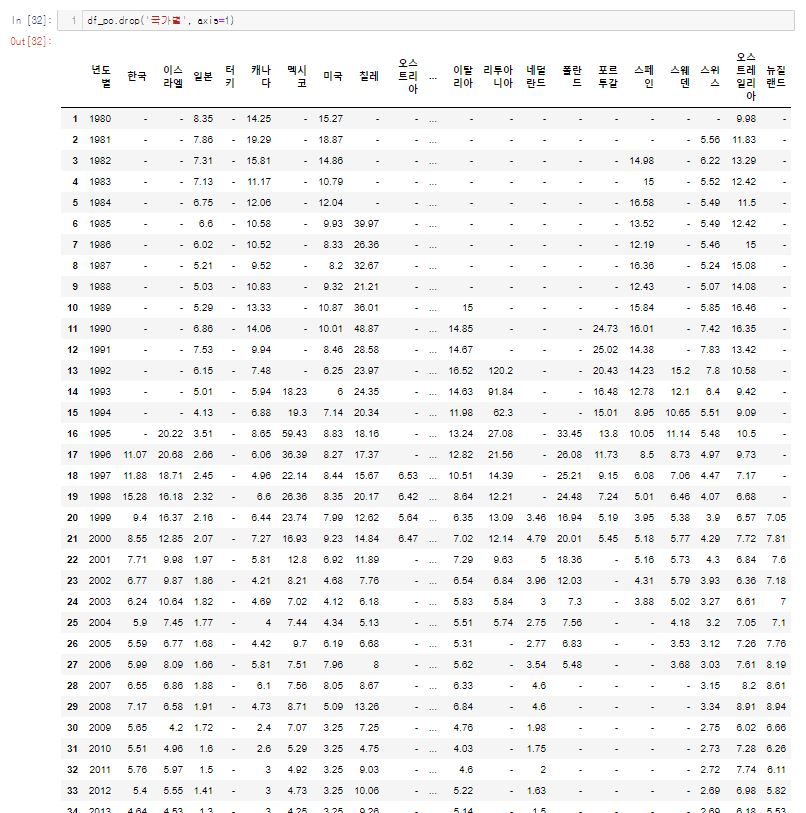 In [32]: 1 df_po.drop('국가별', axis=1)
Out[32]:
년도별 한국 이스라엘 일본 터키 캐나다 멕시코 미국 칠레 오스트리아 ... 이탈리아 리투아니아 네덜란드 폴란드 포르투갈 스페인 스웨덴 스위스 오스트레일리아 뉴질랜드
1 1980 - - 8.35 - 14.25 - 15.27 - - ... - - - - - - - - 9.98 -
2 1981 - - 7.86 - 19.29 - 18.87 - - ... - - - - - - - 5.56 11.83 -
3 1982 - - 7.31 - 15.81 - 14.86 - - ... - - - - - 14.98 - 6.22 13.29 -
4 1983 - - 7.13 - 11.17 - 10.79 - - ... - - - - - 15 - 5.52 12.42 -
5 1984 - - 6.75 - 12.06 - 12.04 - - ... - - - - - 16.58 - 5.49 11.5 -
6 1985 - - 6.6 - 10.58 - 9.93 39.97 - ... - - - - - 13.52 - 5.49 12.42 -
7 1986 - - 6.02 - 10.52 - 8.33 26.36 - ... - - - - - 12.19 - 5.46 15 -
8 1987 - - 5.21 - 9.52 - 8.2 32.67 - ... - - - - - 16.36 - 5.24 15.08 -
9 1988 - - 5.03 - 10.83 - 9.32 21.21 - ... - - - - - 12.43 - 5.07 14.08 -
10 1989 - - 5.29 - 13.33 - 10.87 36.01 - ... 15 - - - - 15.84 - 5.85 16.46 -
11 1990 - - 6.86 - 14.06 - 10.01 48.87 - ... 14.85 - - - 24.73 16.01 - 7.42 16.35 -
12 1991 - - 7.53 - 9.94 - 8.46 28.58 - ... 14.67 - - - 25.02 14.38 - 7.83 13.42 -
13 1992 - - 6.15 - 7.48 - 6.25 23.97 - ... 16.52 120.2 - - 20.43 14.23 15.2 7.8 10.58 -
14 1993 - - 5.01 - 5.94 18.23 6 24.35 - ... 14.63 91.84 - - 16.48 12.78 12.1 6.4 9.42 -
15 1994 - - 4.13 - 6.88 19.3 7.14 20.34 - ... 11.98 62.3 - - 15.01 8.95 10.65 5.51 9.09 -
16 1995 - 20.22 3.51 - 8.65 59.43 8.83 18.16 - ... 13.24 27.08 - 33.45 13.8 10.05 11.14 5.48 10.5 -
17 1996 11.07 20.68 2.66 - 6.06 36.39 8.27 17.37 - ... 12.82 21.56 - 26.08 11.73 8.5 8.73 4.97 9.73 -
18 1997 11.88 18.71 2.45 - 4.96 22.14 8.44 15.67 6.53 ... 10.51 14.39 - 25.21 9.15 6.08 7.06 4.47 7.17 -
19 1998 15.28 16.18 2.32 - 6.6 26.36 8.35 20.17 6.42 ... 8.64 12.21 - 24.48 7.24 5.01 6.46 4.07 6.68 -
20 1999 9.4 16.37 2.16 - 6.44 23.74 7.99 12.62 5.64 ... 6.35 13.09 3.46 16.94 5.19 3.95 5.38 3.9 6.57 7.05
21 2000 8.55 12.85 2.07 - 7.27 16.93 9.23 14.84 6.47 ... 7.02 12.14 4.79 20.01 5.45 5.18 5.77 4.29 7.72 7.81
22 2001 7.71 9.98 1.97 - 5.81 12.8 6.92 11.89 - ... 7.29 9.63 5 18.36 - 5.16 5.73 4.3 6.84 7.6
23 2002 6.77 9.87 1.86 - 4.21 8.21 4.68 7.76 - ... 6.54 6.84 3.96 12.03 - 4.31 5.79 3.93 6.36 7.18
24 2003 6.24 10.64 1.82 - 4.69 7.02 4.12 6.18 - ... 5.83 5.84 3 7.3 - 3.88 5.02 3.27 6.61 7
25 2004 5.9 7.45 1.77 - 4 7.44 4.34 5.13 - ... 5.51 5.74 2.75 7.56 - - 4.18 3.2 7.05 7.1
26 2005 5.59 6.77 1.68 - 4.42 9.7 6.19 6.68 - ... 5.31 - 2.77 6.83 - - 3.53 3.12 7.26 7.76
27 2006 5.99 8.09 1.66 - 5.81 7.51 7.96 8 - ... 5.62 - 3.54 5.48 - - 3.68 3.03 7.61 8.19
28 2007 6.55 6.86 1.88 - 6.1 7.56 8.05 8.67 - ... 6.33 - 4.6 - - - - 3.15 8.2 8.61
29 2008 7.17 6.58 1.91 - 4.73 8.71 5.09 13.26 - ... 6.84 - 4.6 - - - - 3.34 8.91 8.94
30 2009 5.65 4.2 1.72 - 2.4 7.07 3.25 7.25 - ... 4.76 - 1.98 - - - - 2.75 6.02 6.66
31 2010 5.51 4.96 1.6 - 2.6 5.29 3.25 4.75 - ... 4.03 - 1.75 - - - - 2.73 7.28 6.26
32 2011 5.76 5.97 1.5 - 3 4.92 3.25 9.03 - ... 4.6 - 2 - - - - 2.72 7.74 6.11
33 2012 5.4 5.55 1.41 - 3 4.73 3.25 10.06 - ... 5.22 - 1.63 - - - - 2.69 6.98 5.82
34 2013 4.64 4.53 1.3 - 3 4.25 3.25 9.26 - ... 5.14 - 1.5 - - - - 2.69 6.18 5.53